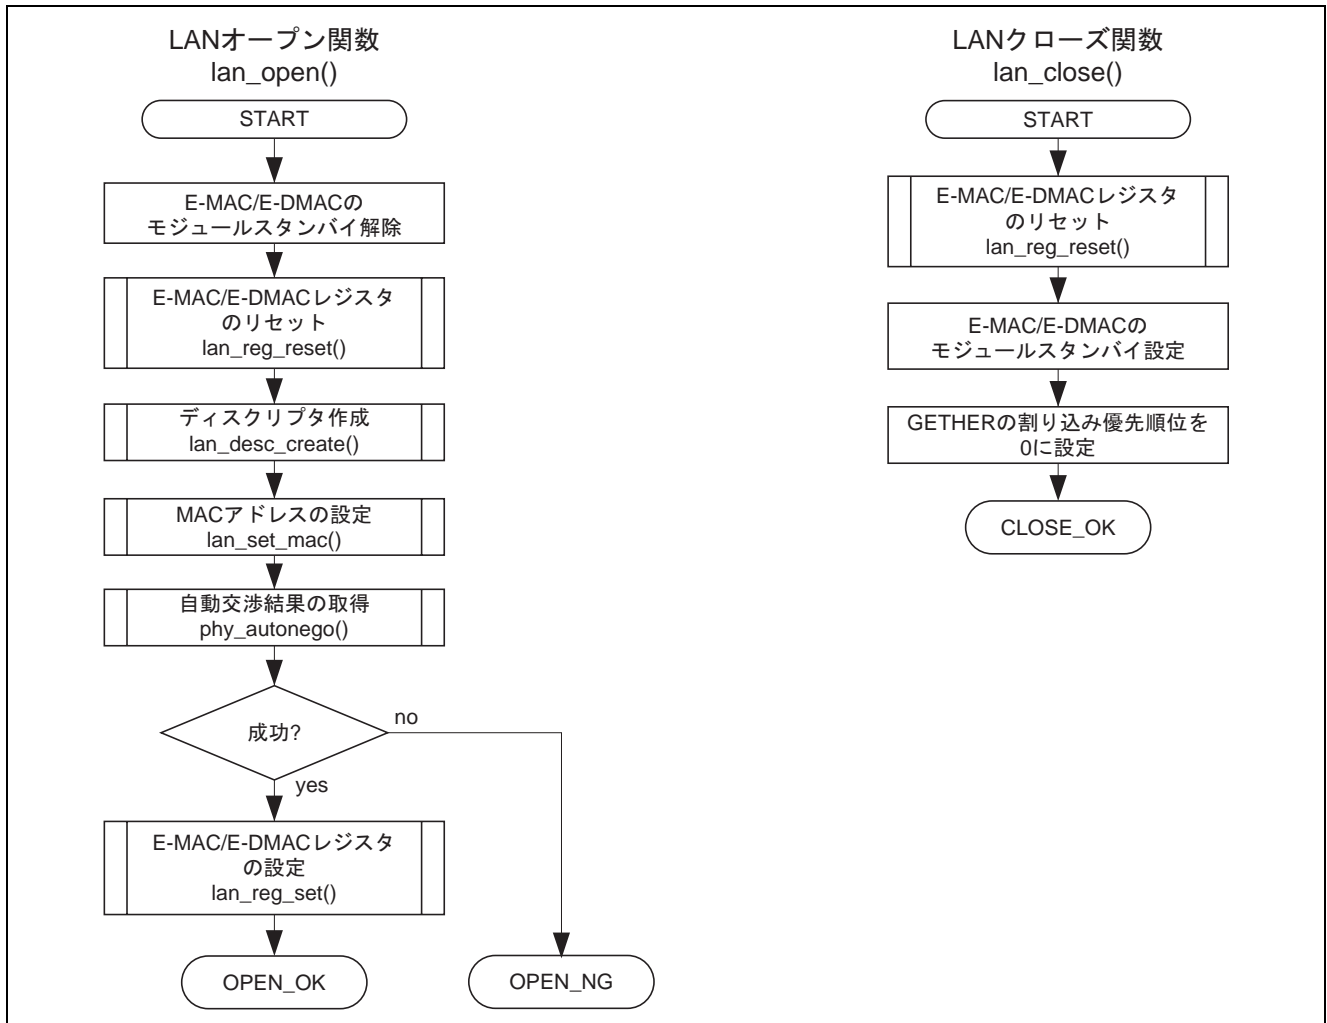 LANオープン関数
lan_open()
START
E-MAC/E-DMACの
モジュールスタンバイ解除
E-MAC/E-DMACレジスタ
のリセット
lan_reg_reset()
ディスクリプタ作成
lan_desc_create()
MACアドレスの設定
lan_set_mac()
自動交渉結果の取得
phy_autonego()
成功?
no
yes
E-MAC/E-DMACレジスタ
の設定
lan_reg_set()
OPEN_OK
OPEN_NG
LANクローズ関数
lan_close()
START
E-MAC/E-DMACレジスタ
のリセット
lan_reg_reset()
E-MAC/E-DMACの
モジュールスタンバイ設定
GETHERの割り込み優先順位を
0に設定
CLOSE_OK